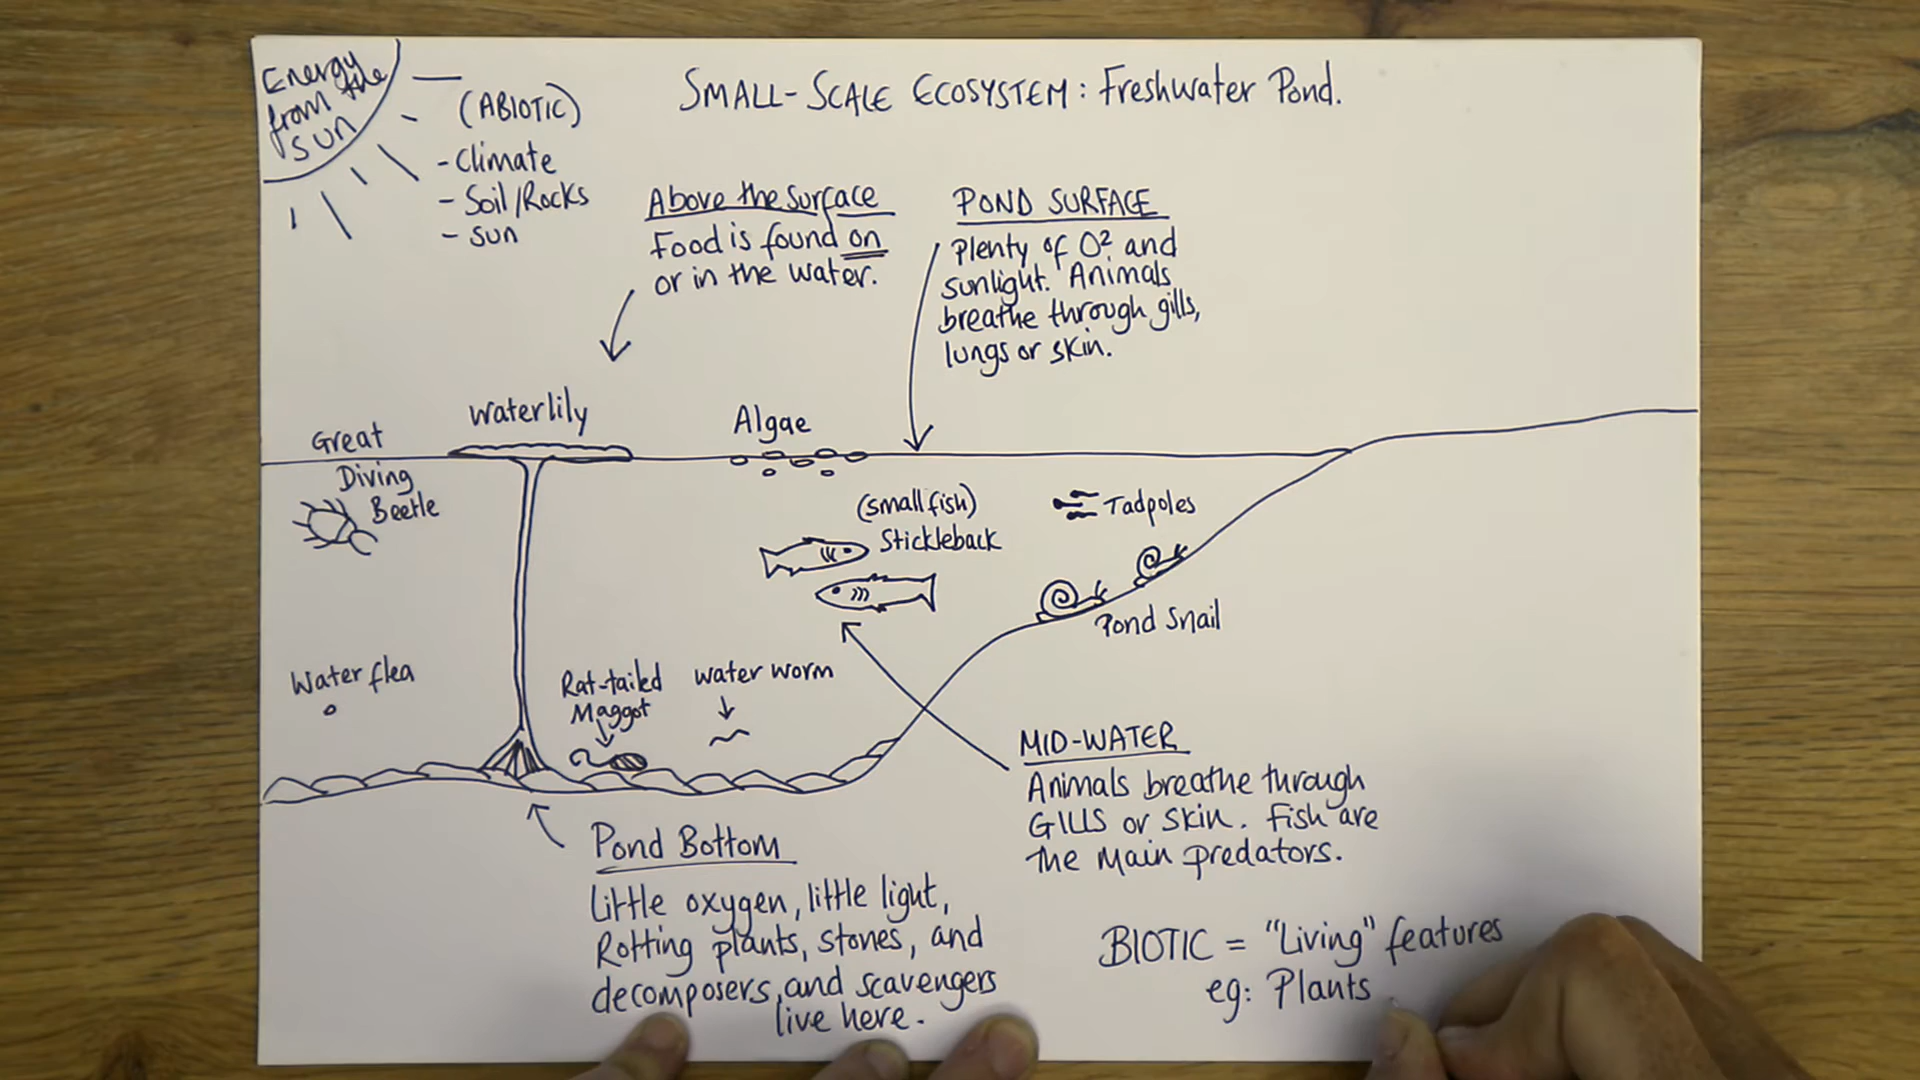 Energy
from the
sun
(ABIOTIC)
- Climate
- Soil/Rocks
- sun
SMALL-SCALE ECOSYSTEM: Freshwater Pond.
Above the surface
Food is found on
or in the water.
POND SURFACE
Plenty of O² and
sunlight. Animals
breathe through gills,
lungs or skin.
Waterlily
Algae
Great
Diving
Beetle
(small fish)
Stickleback
Tadpoles
Pond Snail
Water flea
Rat-tailed
Maggot
water worm
MID-WATER
Animals breathe through
GILLS or skin. Fish are
the main predators.
Pond Bottom
Little oxygen, little light,
Rotting plants, stones, and
decomposers, and scavengers
live here.
BIOTIC = "Living" features
eg: Plants